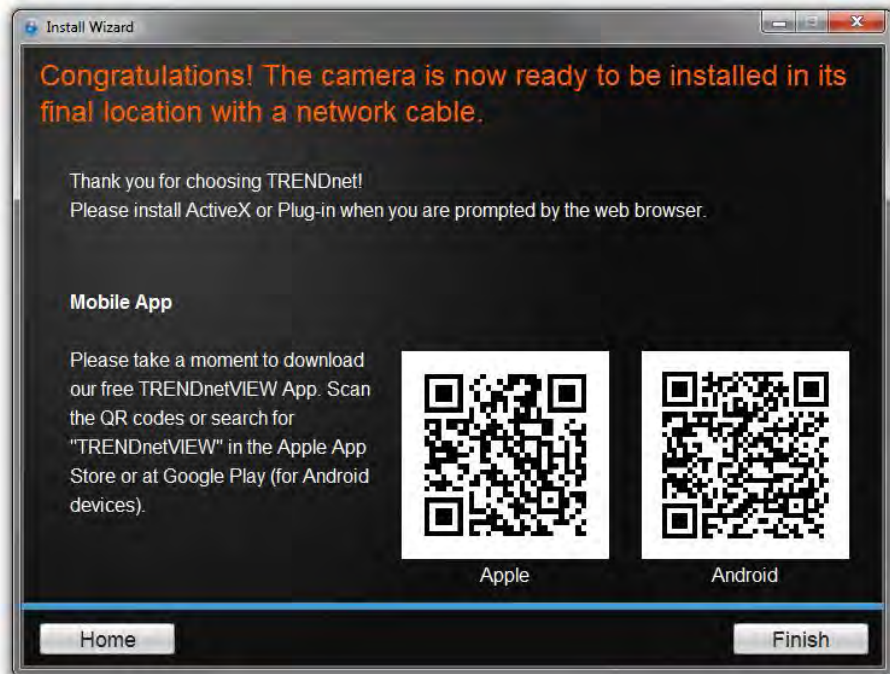 Install Wizard
Congratulations! The camera is now ready to be installed in its
final location with a network cable.
Thank you for choosing TRENDnet!
Please install ActiveX or Plug-in when you are prompted by the web browser.
Mobile App
Please take a moment to download
our free TRENDnetVIEW App. Scan
the QR codes or search for
"TRENDnetVIEW" in the Apple App
Store or at Google Play (for Android
devices).
Apple
Android
Home
Finish